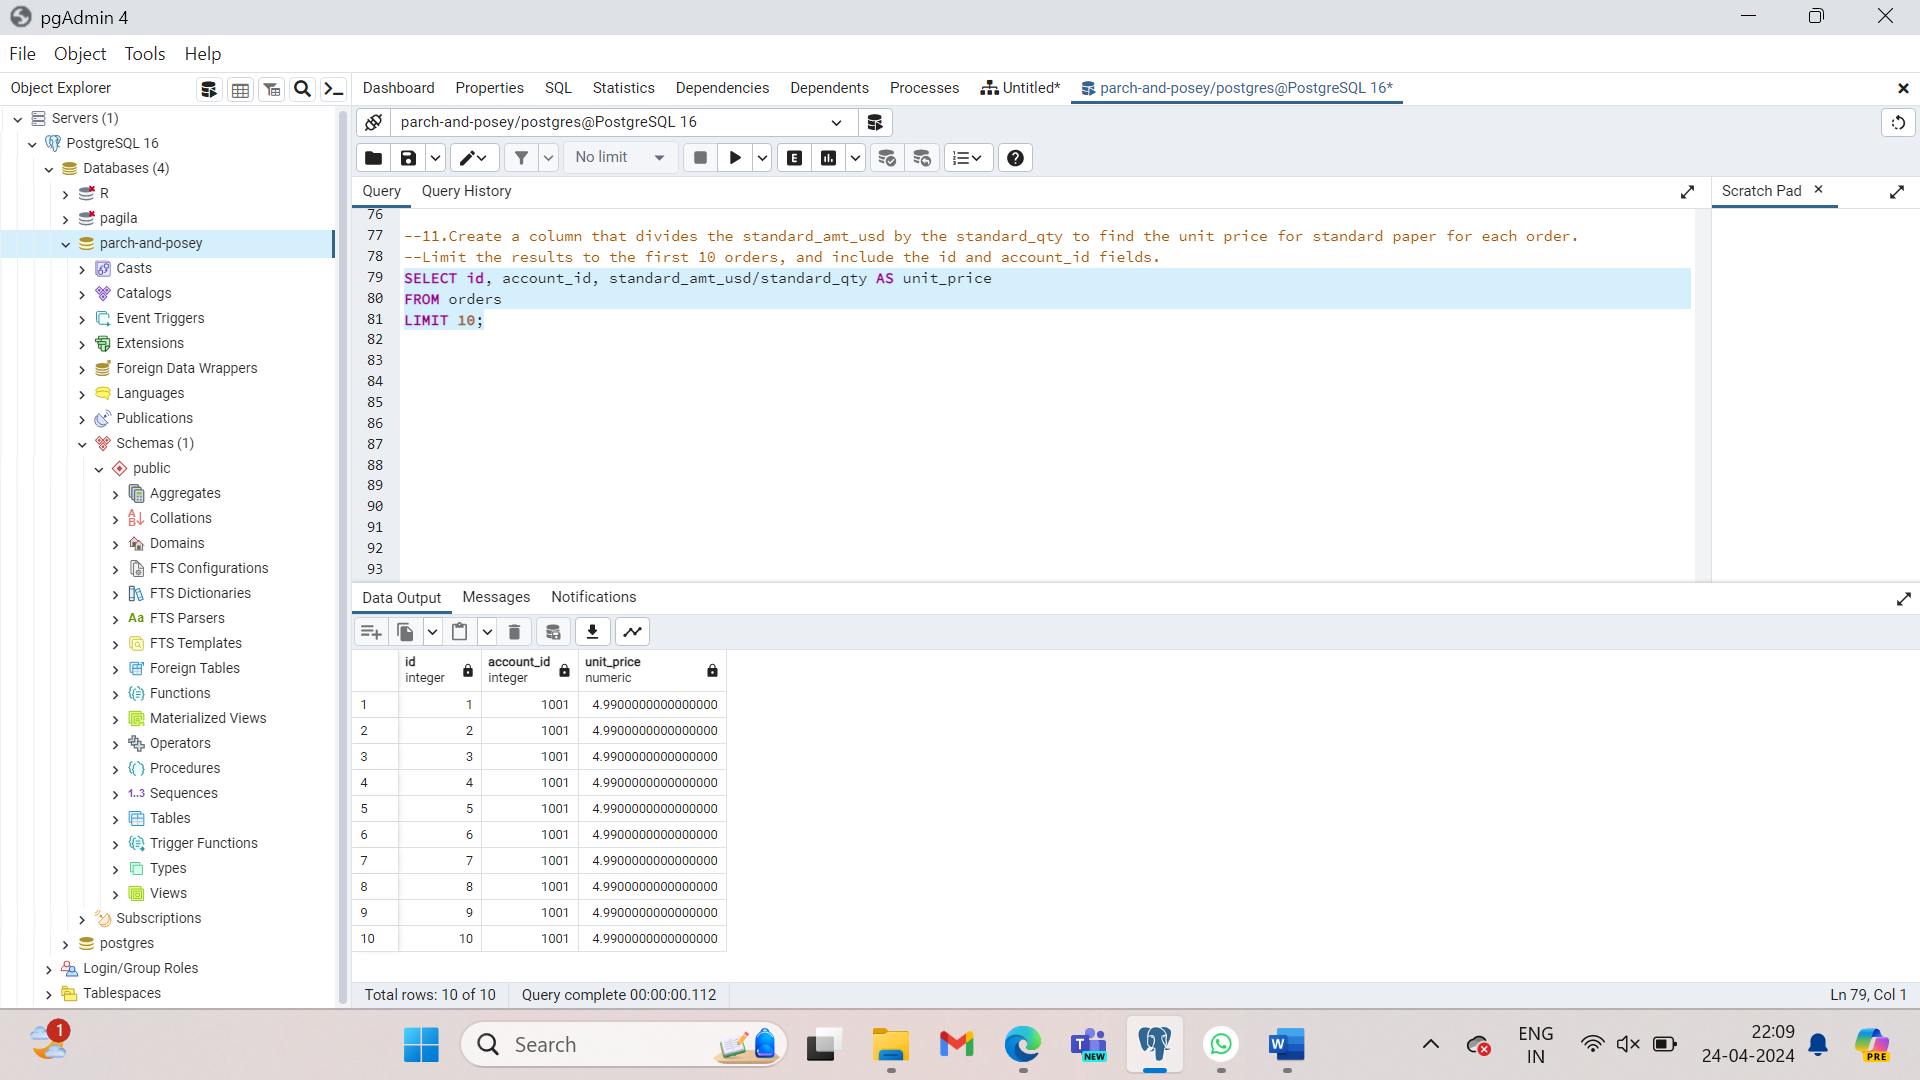 pgAdmin 4
File Object Tools Help
Object Explorer
Dashboard Properties SQL Statistics Dependencies Dependents Processes Untitled* parch-and-posey/postgres@PostgreSQL 16*
Servers (1)
PostgreSQL 16
Databases (4)
R
pagila
parch-and-posey
Casts
Catalogs
Event Triggers
Extensions
Foreign Data Wrappers
Languages
Publications
Schemas (1)
public
Aggregates
Collations
Domains
FTS Configurations
FTS Dictionaries
Aa FTS Parsers
FTS Templates
Foreign Tables
Functions
Materialized Views
Operators
Procedures
1..3 Sequences
Tables
Trigger Functions
Types
Views
Subscriptions
postgres
Login/Group Roles
Tablespaces
parch-and-posey/postgres@PostgreSQL 16
No limit
E
Query Query History
Scratch Pad
76
77 --11.Create a column that divides the standard_amt_usd by the standard_qty to find the unit price for standard paper for each order.
78 --Limit the results to the first 10 orders, and include the id and account_id fields.
79 SELECT id, account_id, standard_amt_usd/standard_qty AS unit_price
80 FROM orders
81 LIMIT 10;
82
83
84
85
86
87
88
89
90
91
92
93
Data Output Messages Notifications
id integer account_id integer unit_price numeric
1 1 1001 4.9900000000000000
2 2 1001 4.9900000000000000
3 3 1001 4.9900000000000000
4 4 1001 4.9900000000000000
5 5 1001 4.9900000000000000
6 6 1001 4.9900000000000000
7 7 1001 4.9900000000000000
8 8 1001 4.9900000000000000
9 9 1001 4.9900000000000000
10 10 1001 4.9900000000000000
Total rows: 10 of 10 Query complete 00:00:00.112
Ln 79, Col 1
1
Search
NEW
ENG
IN
22:09
24-04-2024
PRE